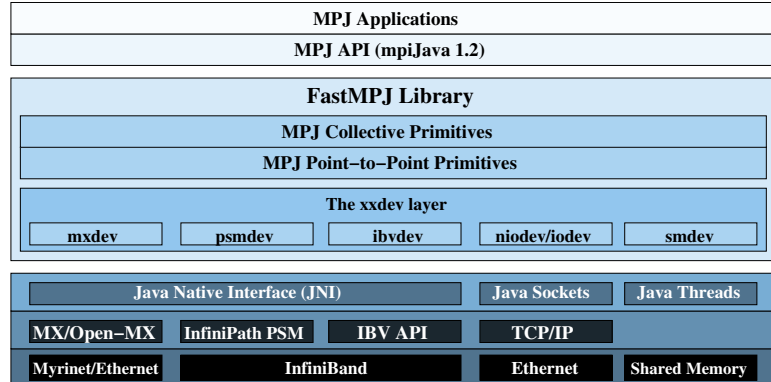 MPJ Applications
MPJ API (mpiJava 1.2)
FastMPJ Library
MPJ Collective Primitives
MPJ Point−to−Point Primitives
The xxdev layer
mxdev psmdev ibvdev niodev/iodev smdev
Java Native Interface (JNI) Java Sockets Java Threads
MX/Open−MX InfiniPath PSM IBV API TCP/IP
Myrinet/Ethernet InfiniBand Ethernet Shared Memory